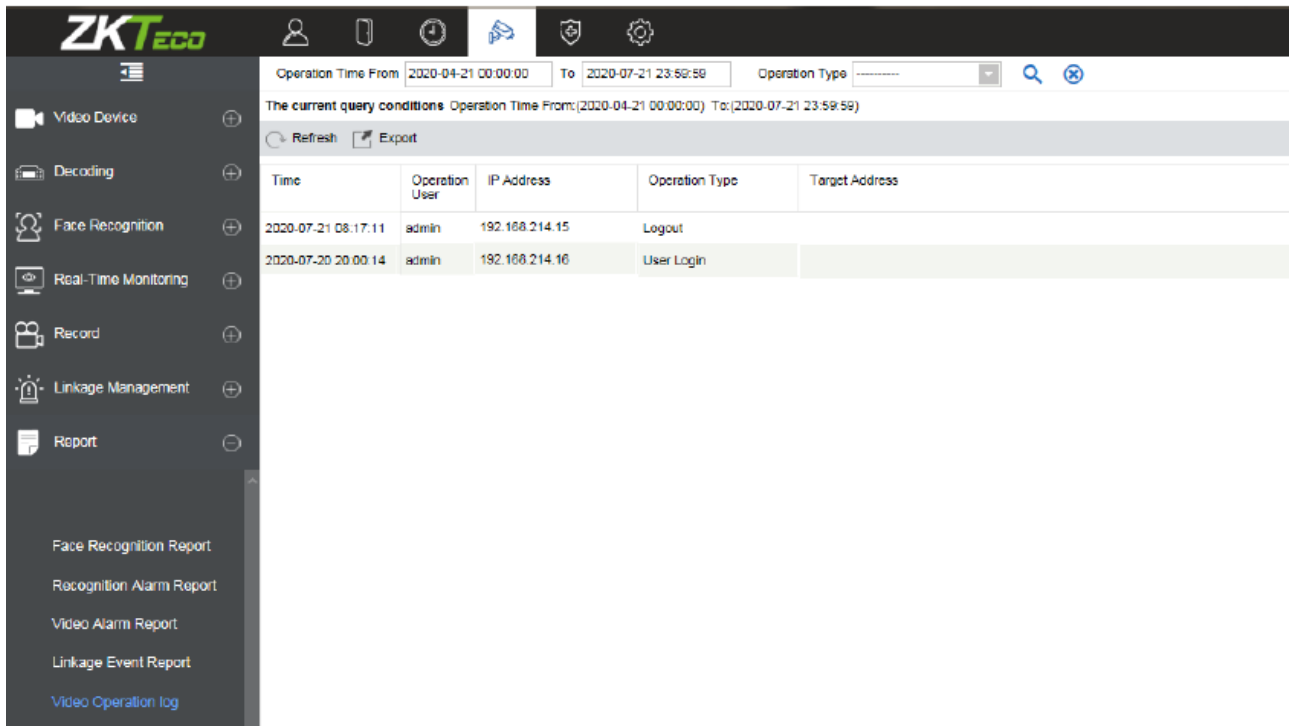 ZKTeco
Operation Time From 2020-04-21 00:00:00 To 2020-07-21 23:59:59 Operation Type ----------
The current query conditions Operation Time From:(2020-04-21 00:00:00) To:(2020-07-21 23:59:59)
Refresh Export
Video Device
Decoding
Face Recognition
Real-Time Monitoring
Record
Linkage Management
Report
Face Recognition Report
Recognition Alarm Report
Video Alarm Report
Linkage Event Report
Video Operation log
Time Operation User IP Address Operation Type Target Address
2020-07-21 08:17:11 admin 192.168.214.15 Logout
2020-07-20 20:00:14 admin 192.168.214.16 User Login